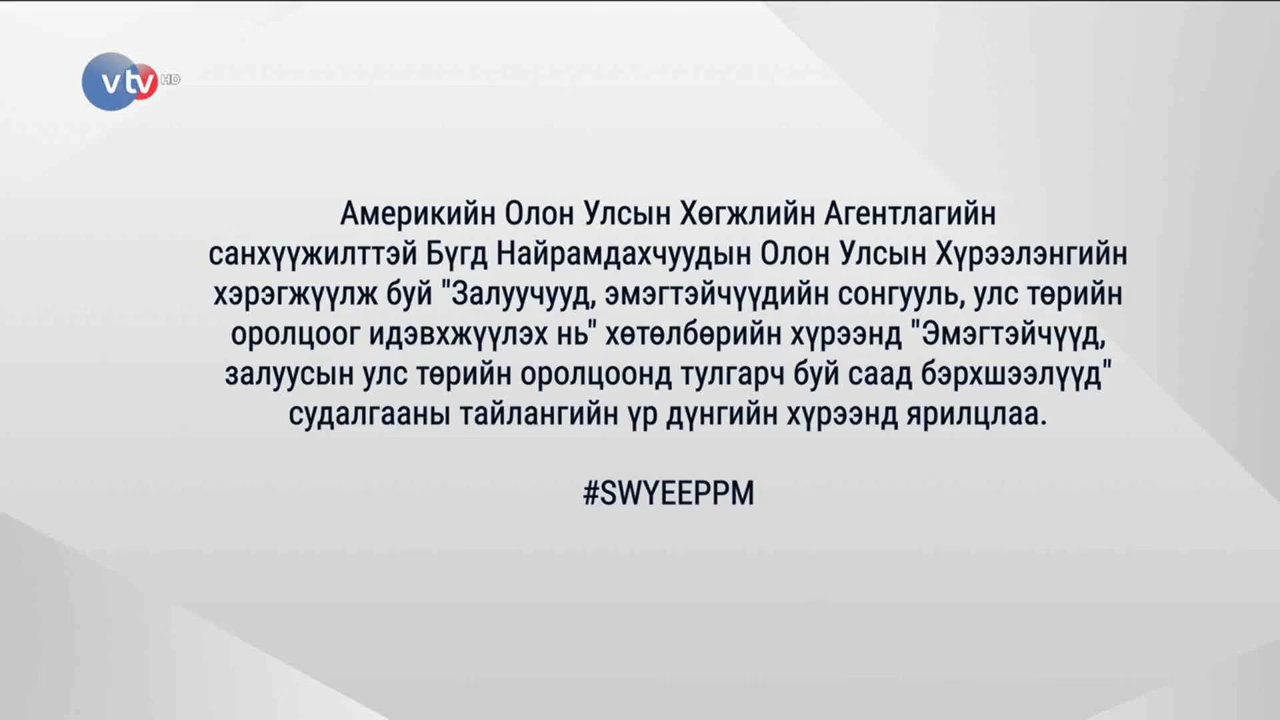 vtv HD
Америкийн Олон Улсын Хөгжлийн Агентлагийн
санхүүжилттэй Бүгд Найрамдахчуудын Олон Улсын Хүрээлэнгийн
хэрэгжүүлж буй "Залуучууд, эмэгтэйчүүдийн сонгууль, улс төрийн
оролцоог идэвхжүүлэх нь" хөтөлбөрийн хүрээнд "Эмэгтэйчүүд,
залуусын улс төрийн оролцоонд тулгарч буй саад бэрхшээлүүд"
судалгааны тайлангийн үр дүнгийн хүрээнд ярилцлаа.
#SWYEEPPM